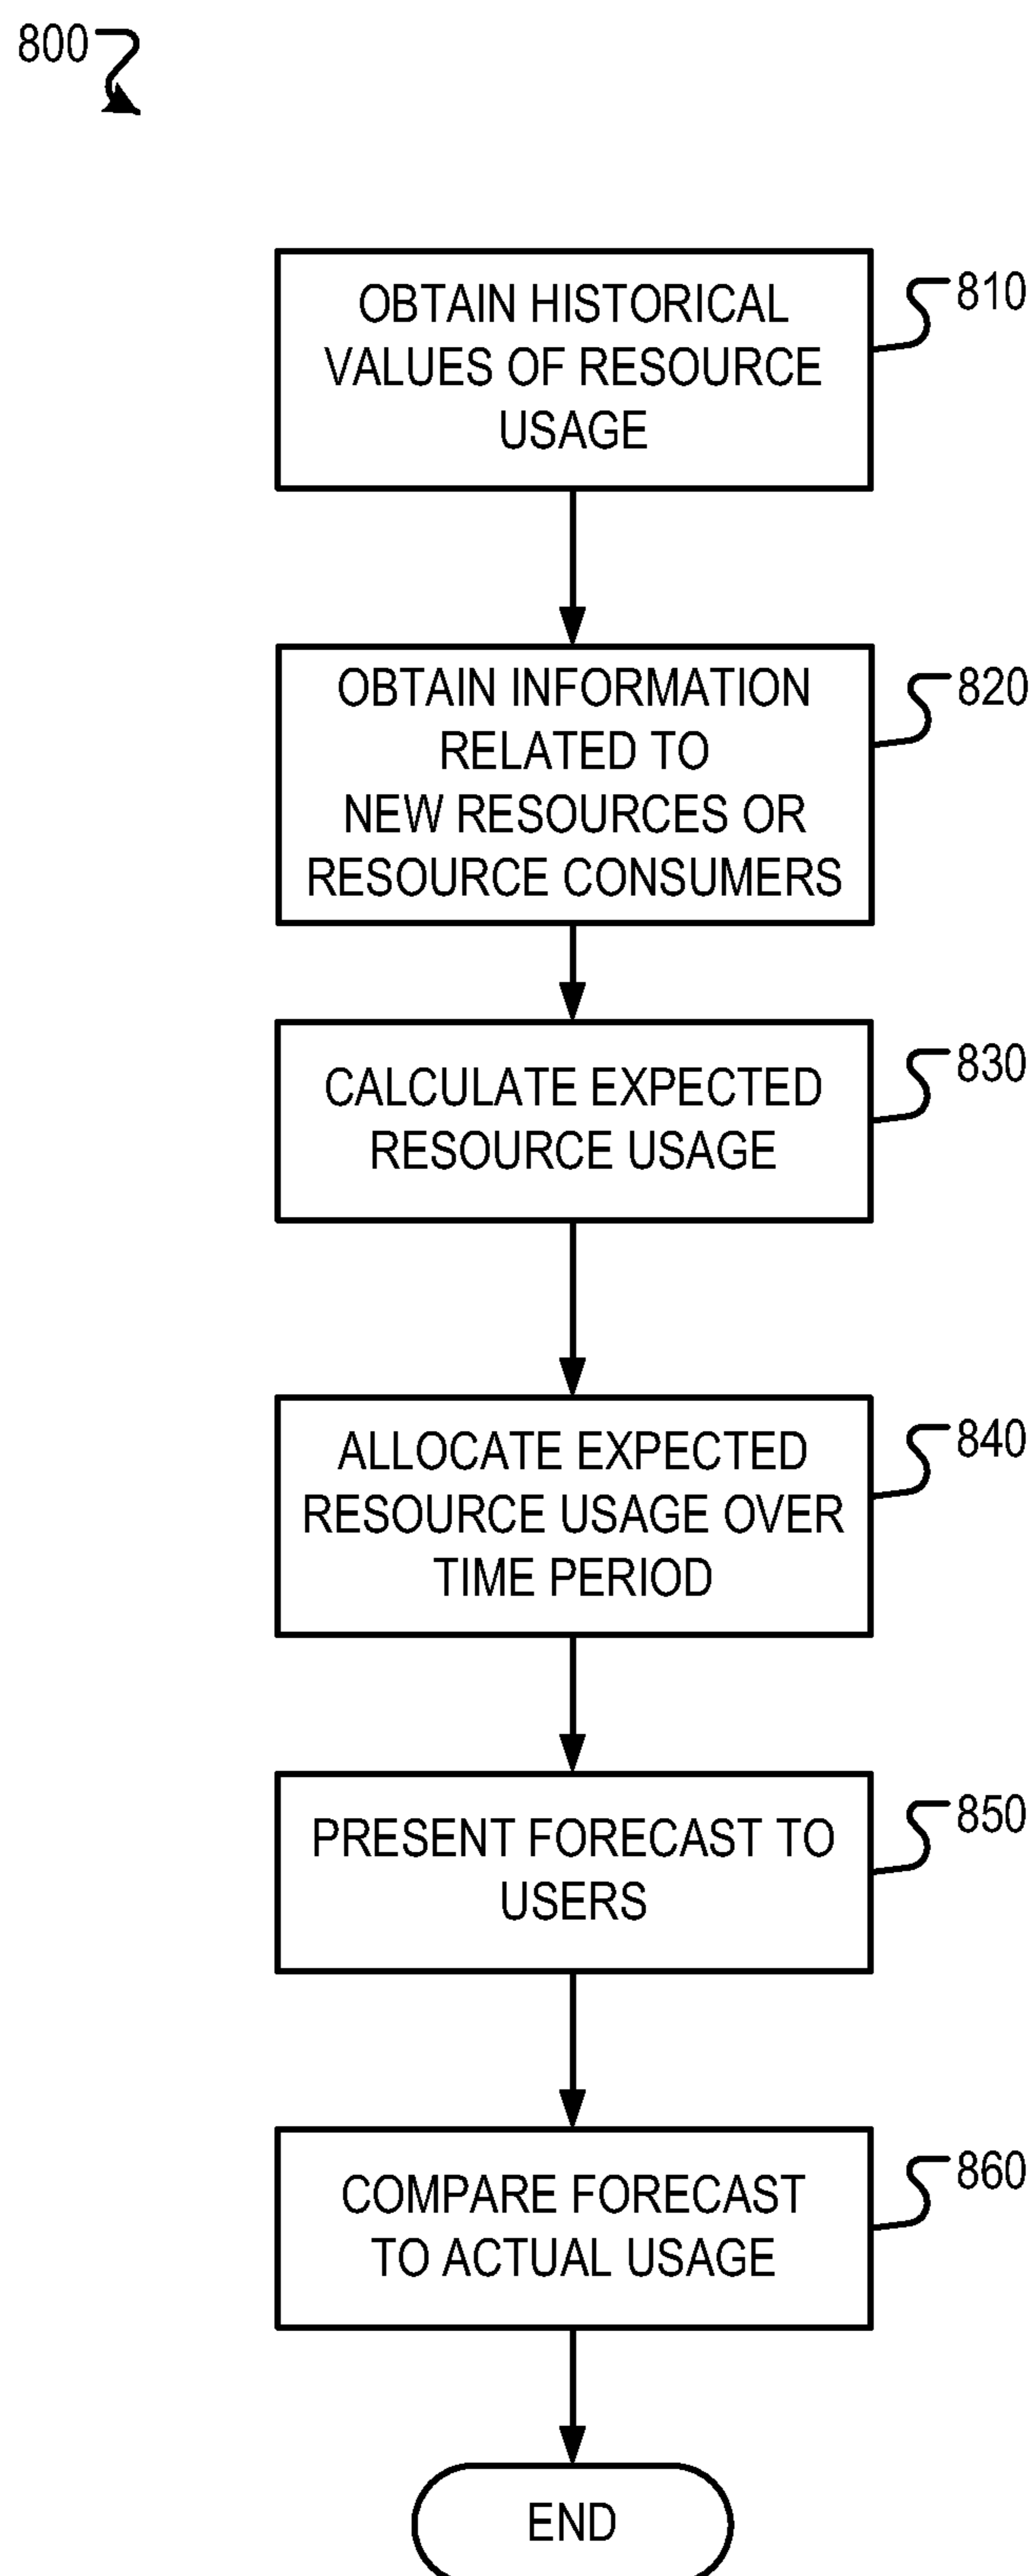 800
OBTAIN HISTORICAL
VALUES OF RESOURCE
USAGE
810
OBTAIN INFORMATION
RELATED TO
NEW RESOURCES OR
RESOURCE CONSUMERS
820
CALCULATE EXPECTED
RESOURCE USAGE
830
ALLOCATE EXPECTED
RESOURCE USAGE OVER
TIME PERIOD
840
PRESENT FORECAST TO
USERS
850
COMPARE FORECAST
TO ACTUAL USAGE
860
END